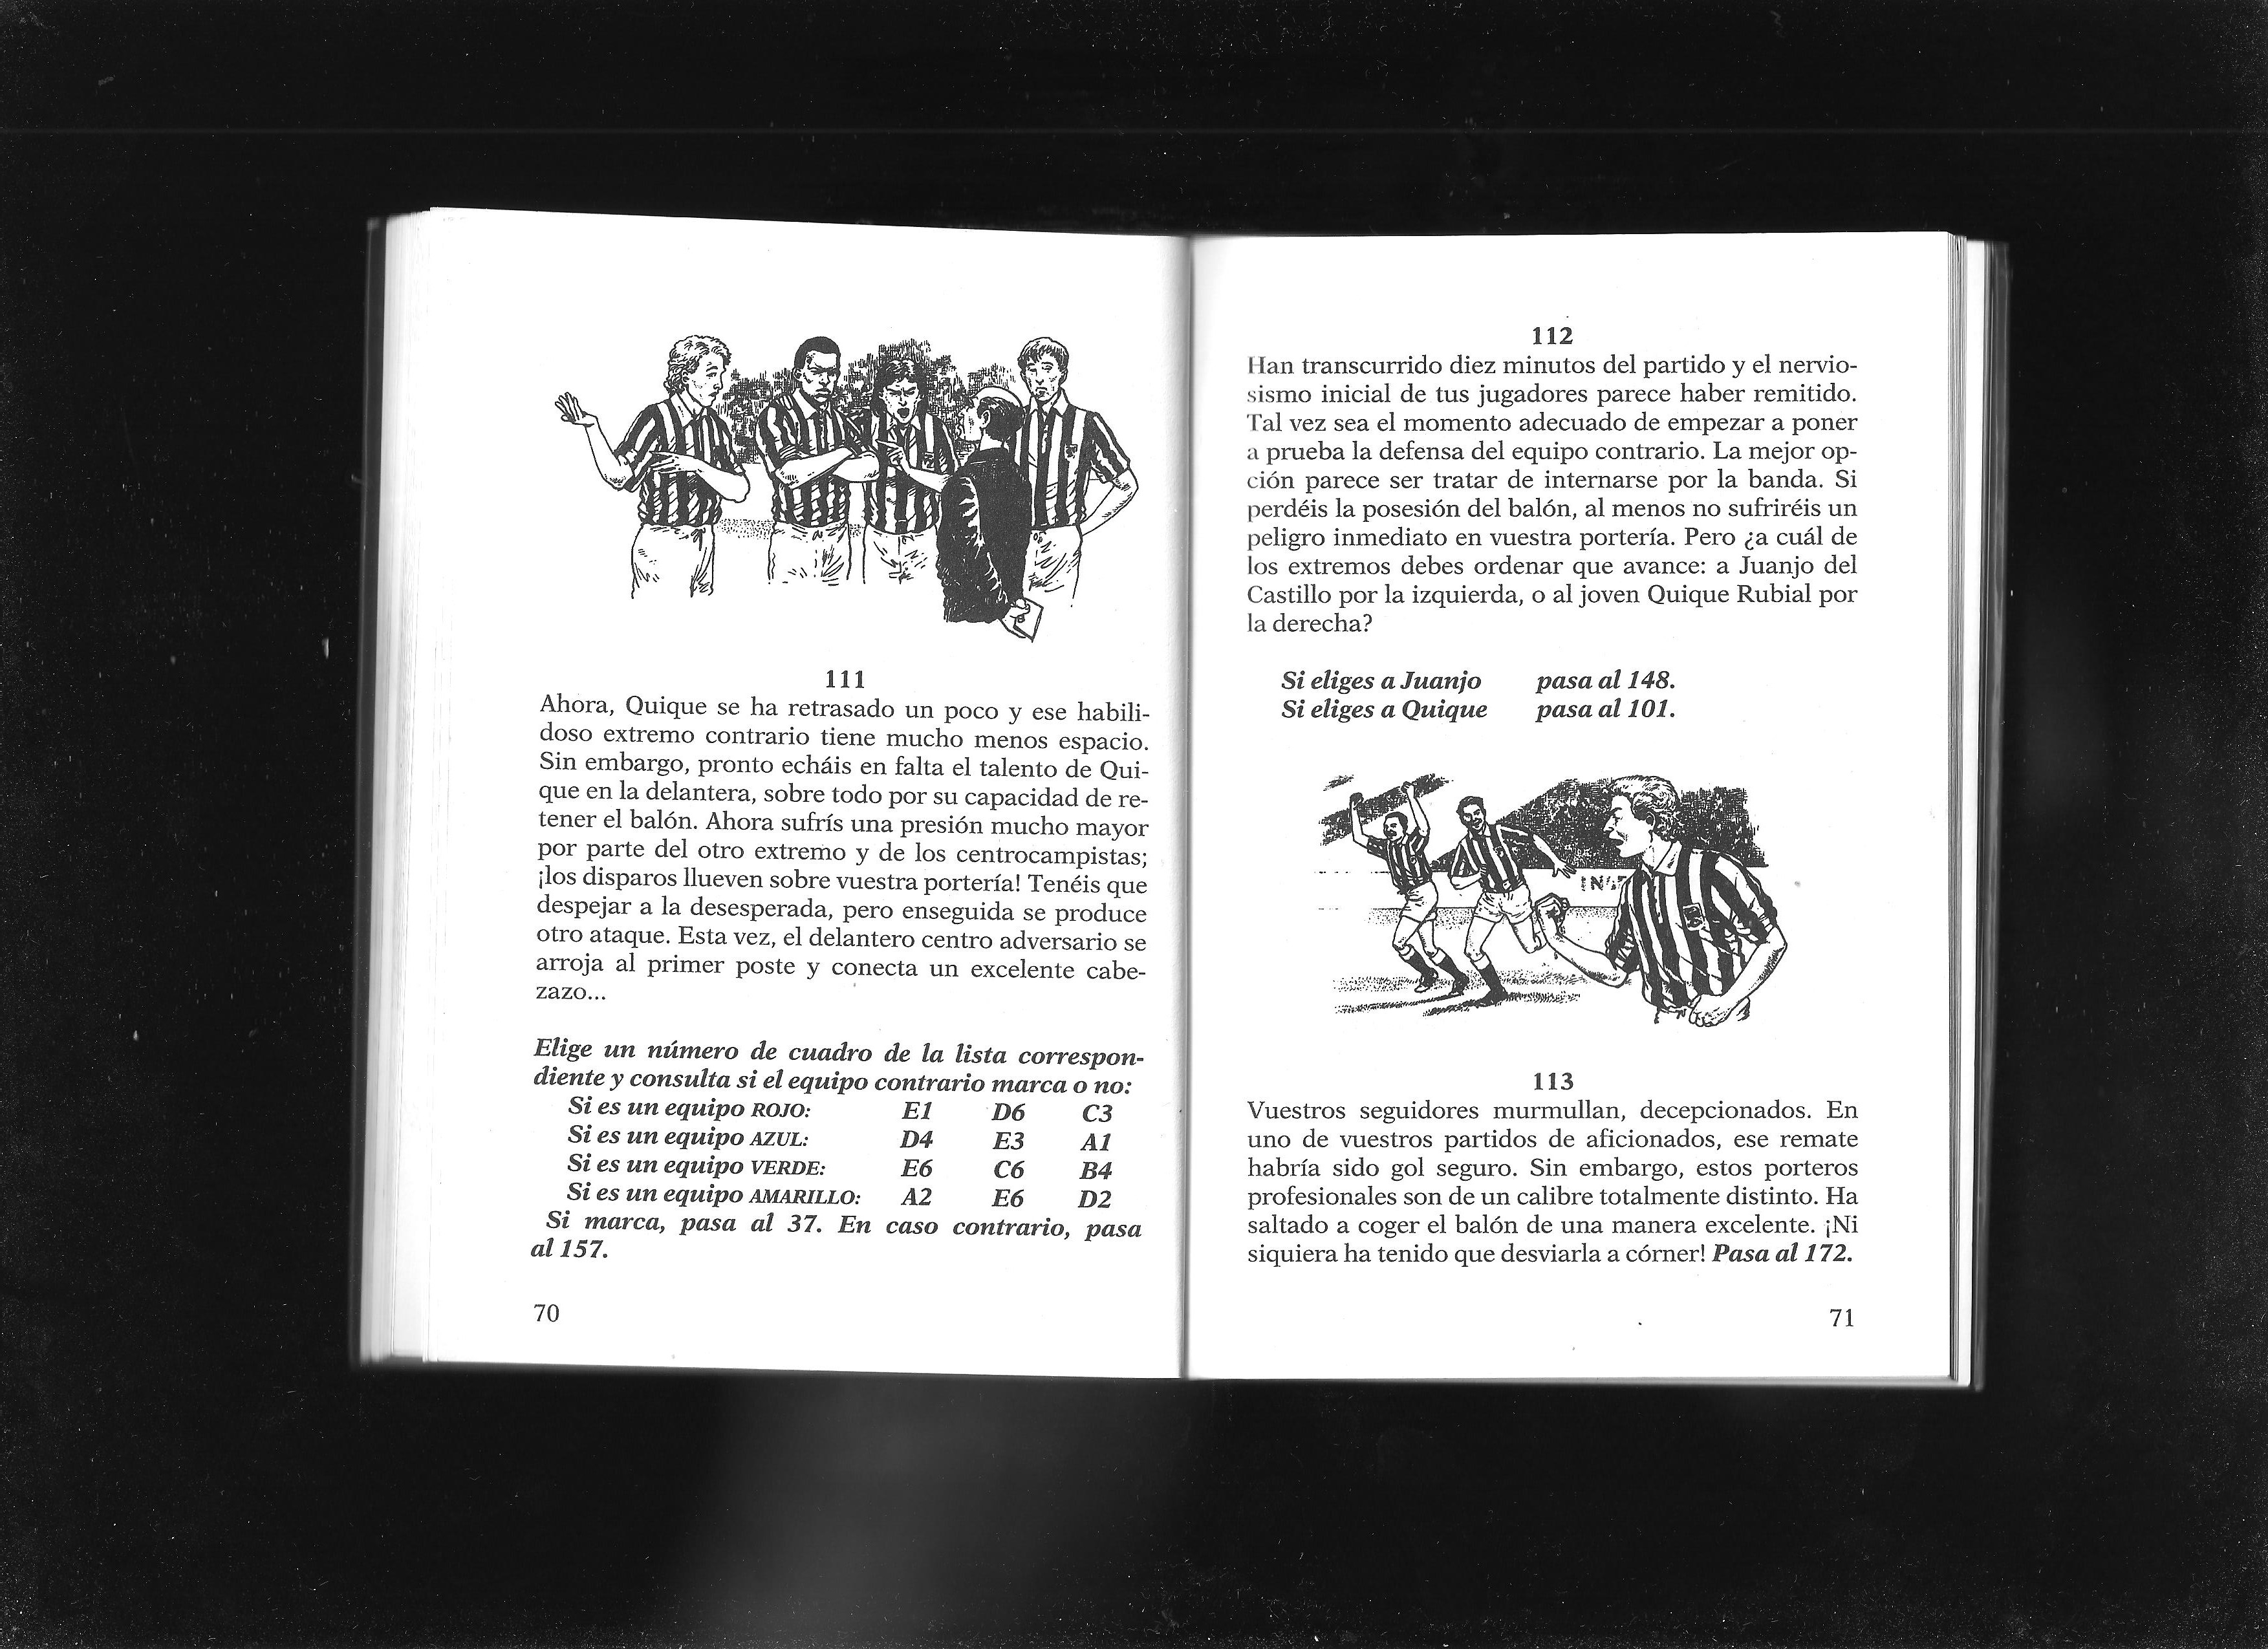 111
Ahora, Quique se ha retrasado un poco y ese habili-
doso extremo contrario tiene mucho menos espacio.
Sin embargo, pronto echáis en falta el talento de Qui-
que en la delantera, sobre todo por su capacidad de re-
tener el balón. Ahora sufrís una presión mucho mayor
por parte del otro extremo y de los centrocampistas;
¡los disparos llueven sobre vuestra portería! Tenéis que
despejar a la desesperada, pero enseguida se produce
otro ataque. Esta vez, el delantero centro adversario se
arroja al primer poste y conecta un excelente cabe-
zazo...
Elige un número de cuadro de la lista correspon-
diente y consulta si el equipo contrario marca o no:
Si es un equipo ROJO: E1 D6 C3
Si es un equipo AZUL: D4 E3 A1
Si es un equipo VERDE: E6 C6 B4
Si es un equipo AMARILLO: A2 E6 D2
Si marca, pasa al 37. En caso contrario, pasa
al 157.
70
112
Han transcurrido diez minutos del partido y el nervio-
sismo inicial de tus jugadores parece haber remitido.
Tal vez sea el momento adecuado de empezar a poner
a prueba la defensa del equipo contrario. La mejor op-
ción parece ser tratar de internarse por la banda. Si
perdéis la posesión del balón, al menos no sufriréis un
peligro inmediato en vuestra portería. Pero ¿a cuál de
los extremos debes ordenar que avance: a Juanjo del
Castillo por la izquierda, o al joven Quique Rubial por
la derecha?
Si eliges a Juanjo pasa al 148.
Si eliges a Quique pasa al 101.
113
Vuestros seguidores murmullan, decepcionados. En
uno de vuestros partidos de aficionados, ese remate
habría sido gol seguro. Sin embargo, estos porteros
profesionales son de un calibre totalmente distinto. Ha
saltado a coger el balón de una manera excelente. ¡Ni
siquiera ha tenido que desviarla a córner! Pasa al 172.
71